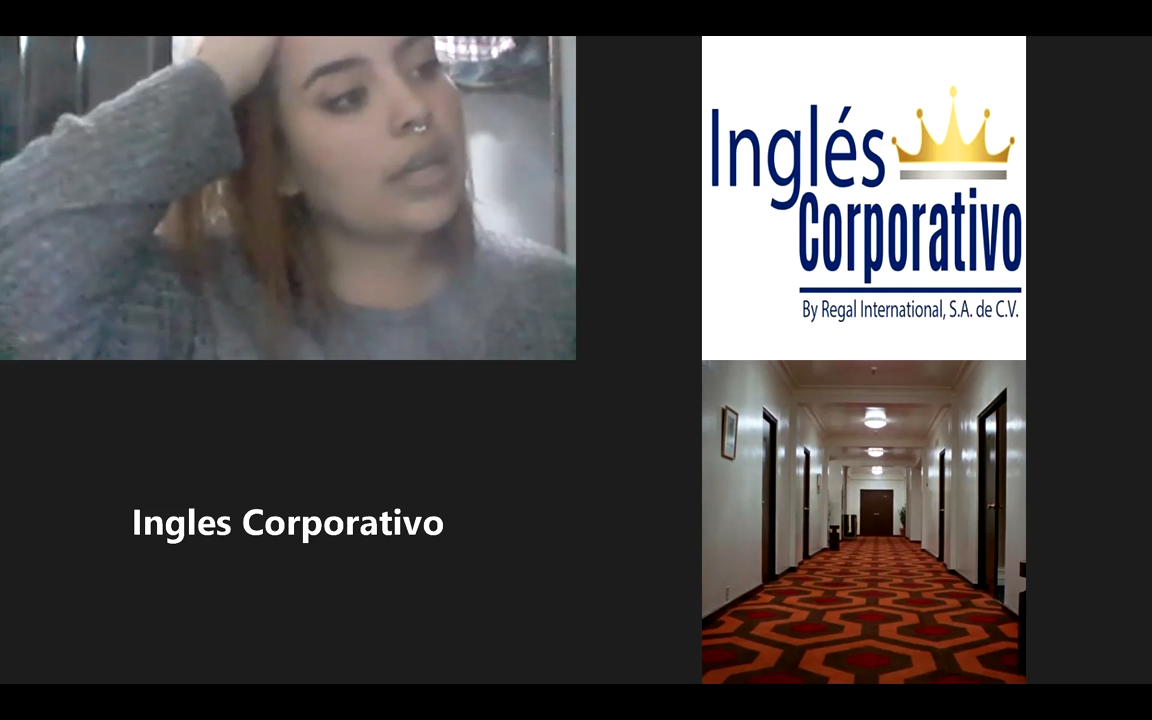 Inglés
Corporativo
By Regal International, S.A. de C.V.
Ingles Corporativo